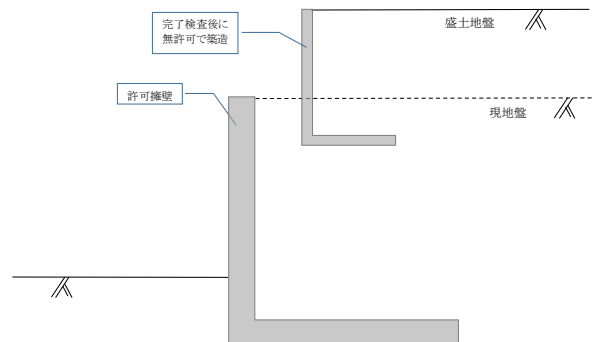 完了検査後に
無許可で築造
盛土地盤
許可擁壁
現地盤